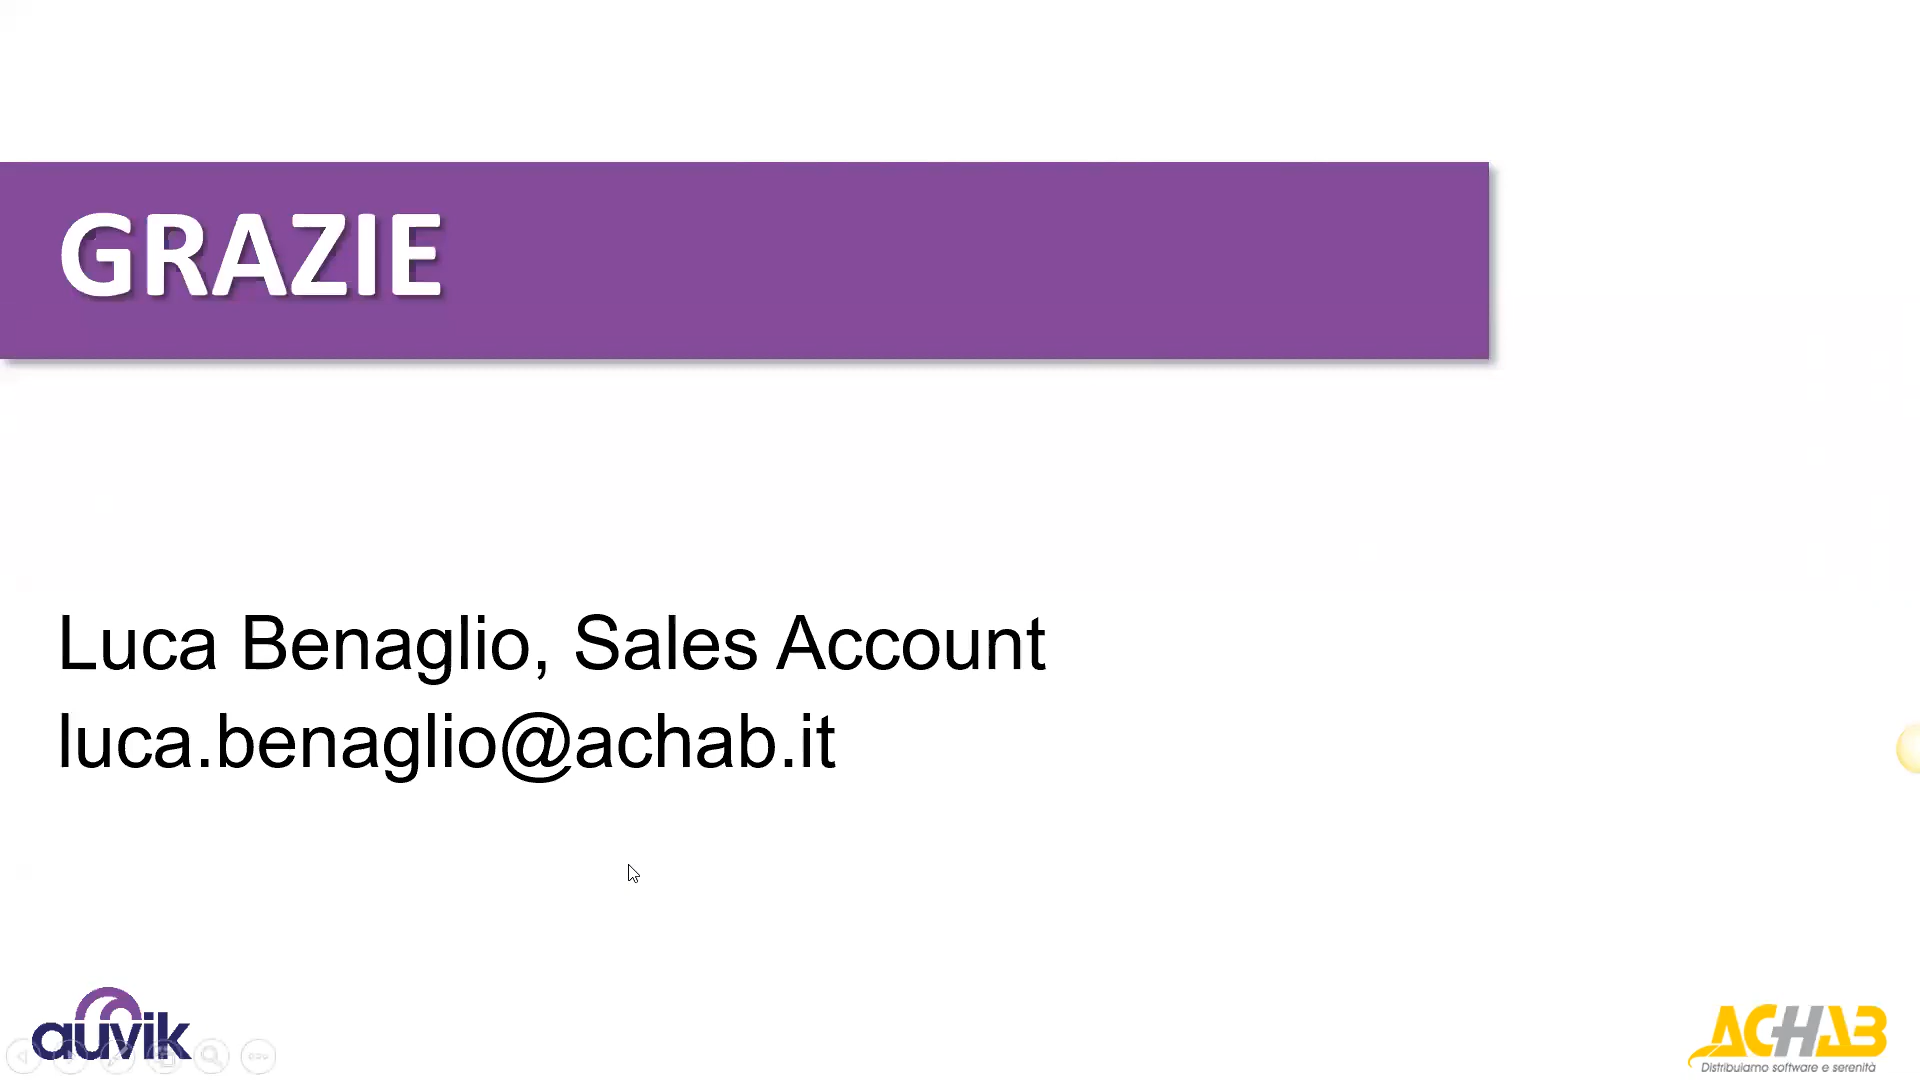 GRAZIE
Luca Benaglio, Sales Account
luca.benaglio@achab.it
auvik
ACHAB
Distribuiamo software e serenità